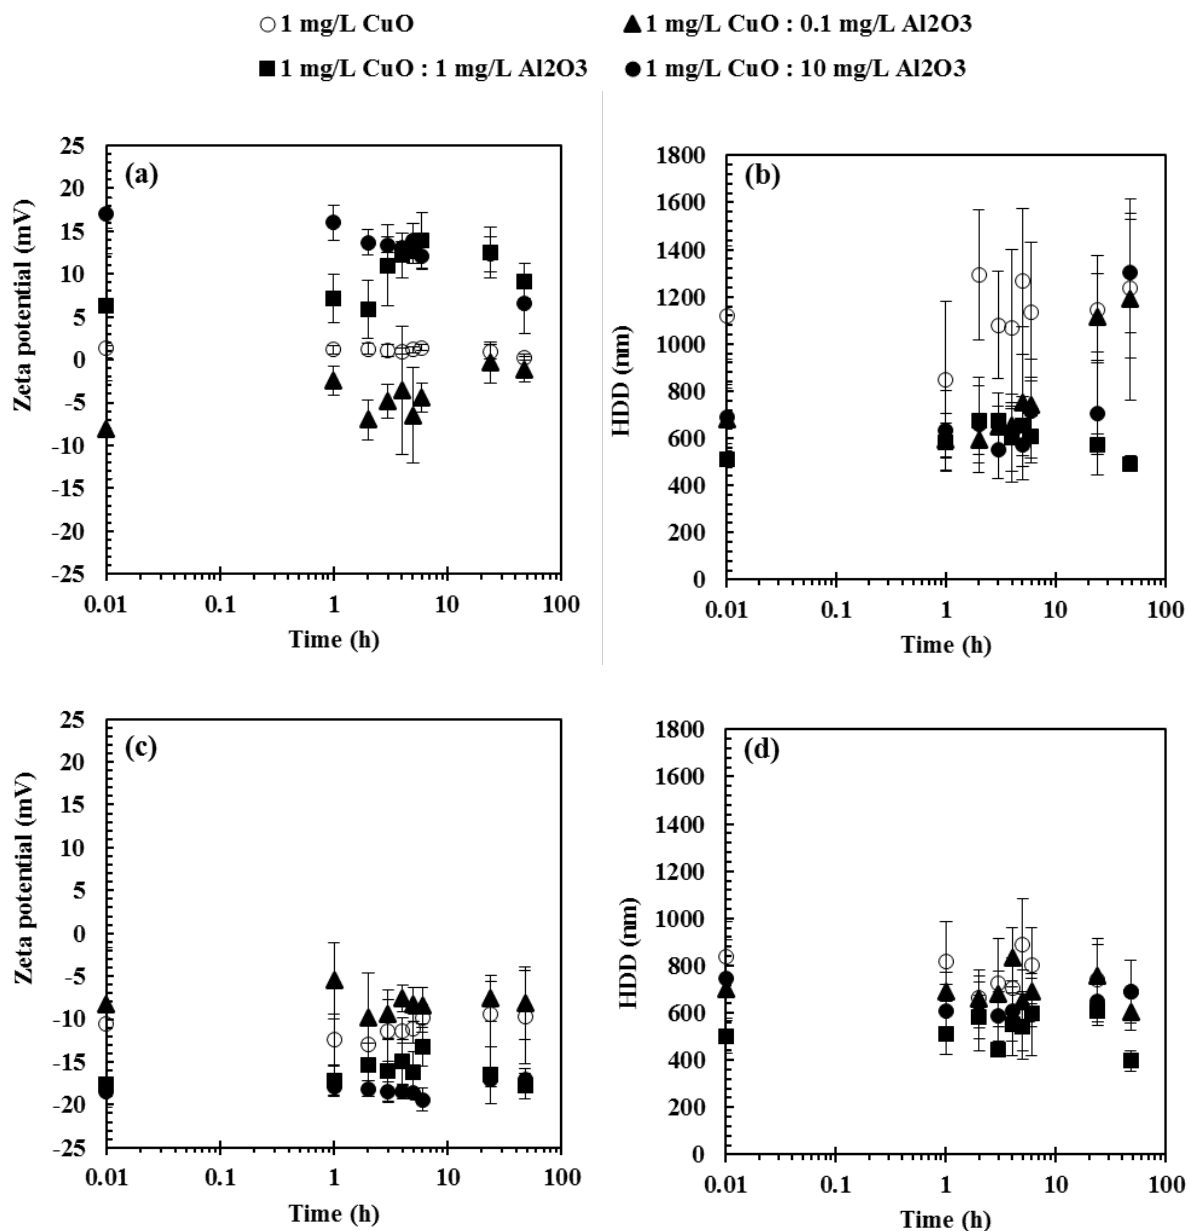 1 mg/L CuO
1 mg/L CuO : 0.1 mg/L Al2O3
1 mg/L CuO : 1 mg/L Al2O3
1 mg/L CuO : 10 mg/L Al2O3
(a)
Zeta potential (mV)
25
20
15
10
5
0
-5
-10
-15
-20
-25
0.01 0.1 1 10 100
Time (h)
(b)
HDD (nm)
1800
1600
1400
1200
1000
800
600
400
200
0
0.01 0.1 1 10 100
Time (h)
(c)
Zeta potential (mV)
25
20
15
10
5
0
-5
-10
-15
-20
-25
0.01 0.1 1 10 100
Time (h)
(d)
HDD (nm)
1800
1600
1400
1200
1000
800
600
400
200
0
0.01 0.1 1 10 100
Time (h)